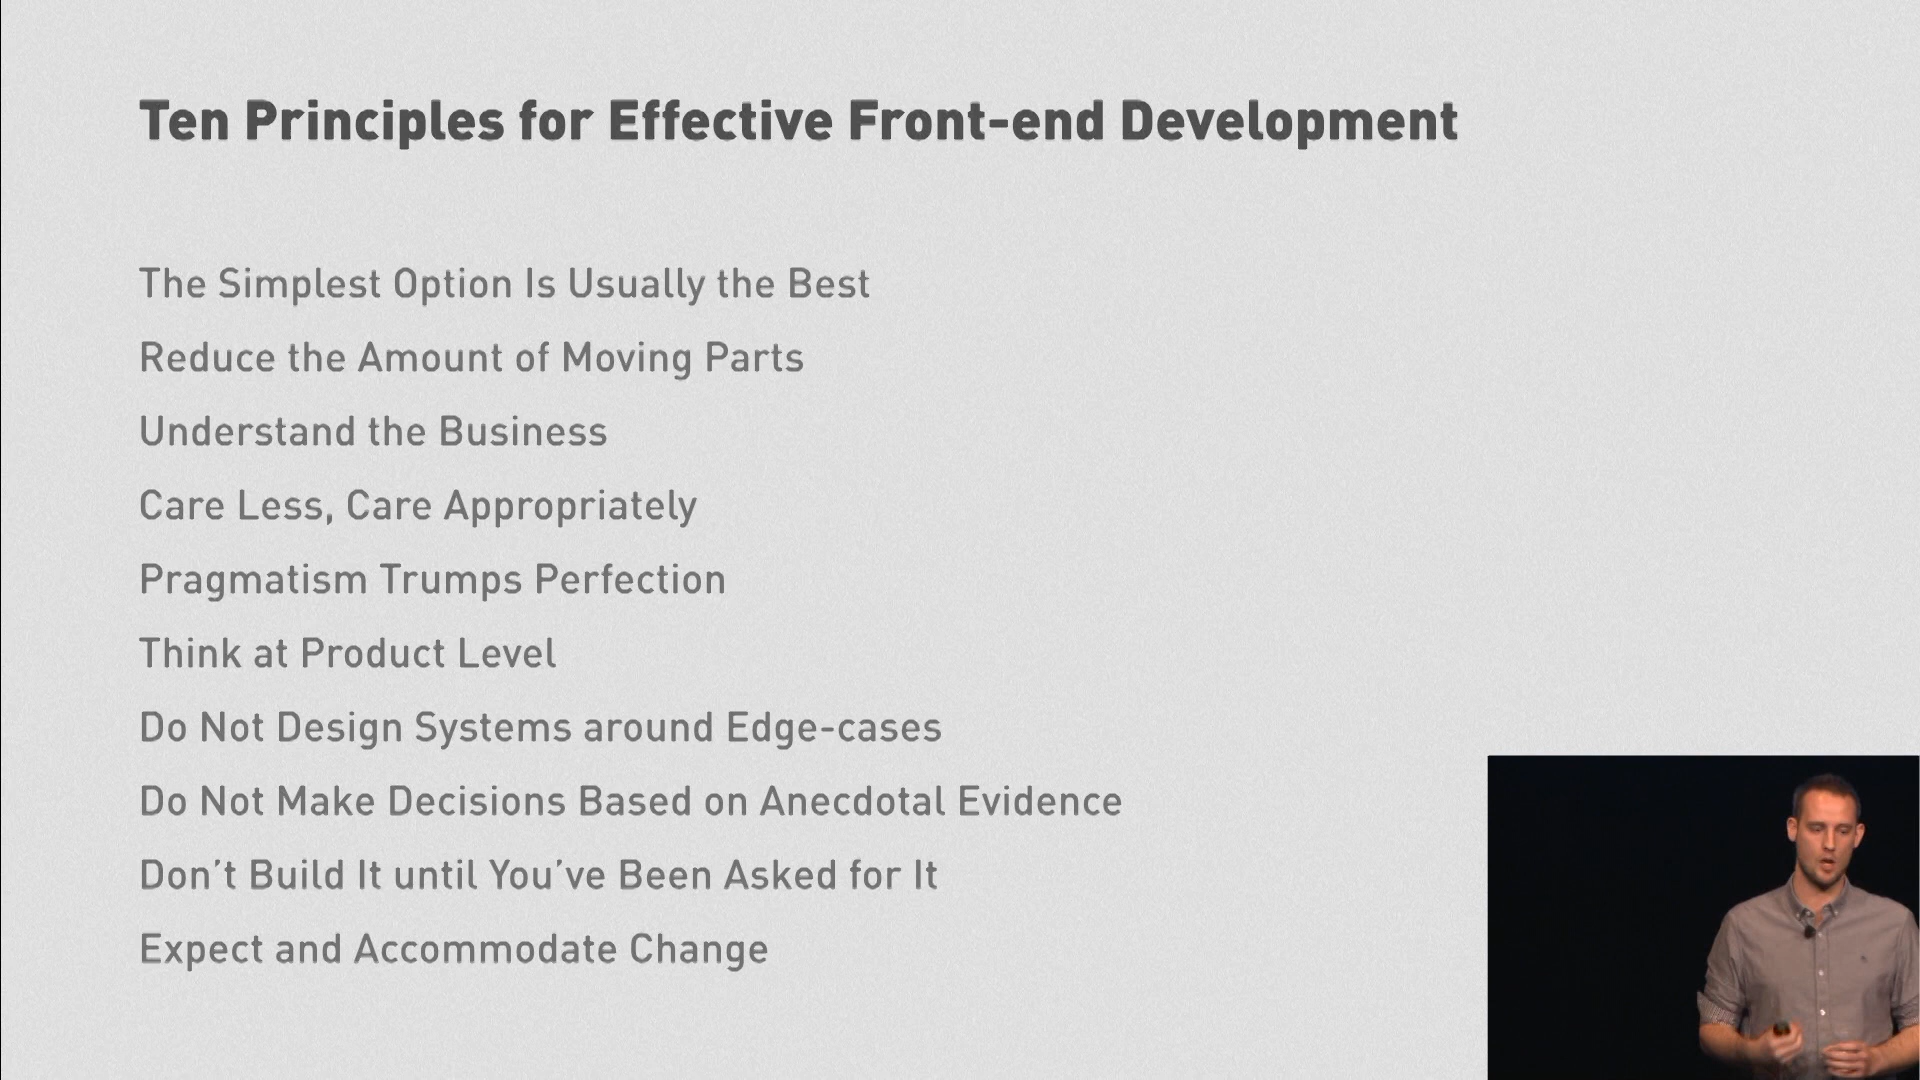 Ten Principles for Effective Front-end Development
The Simplest Option Is Usually the Best
Reduce the Amount of Moving Parts
Understand the Business
Care Less, Care Appropriately
Pragmatism Trumps Perfection
Think at Product Level
Do Not Design Systems around Edge-cases
Do Not Make Decisions Based on Anecdotal Evidence
Don’t Build It until You’ve Been Asked for It
Expect and Accommodate Change